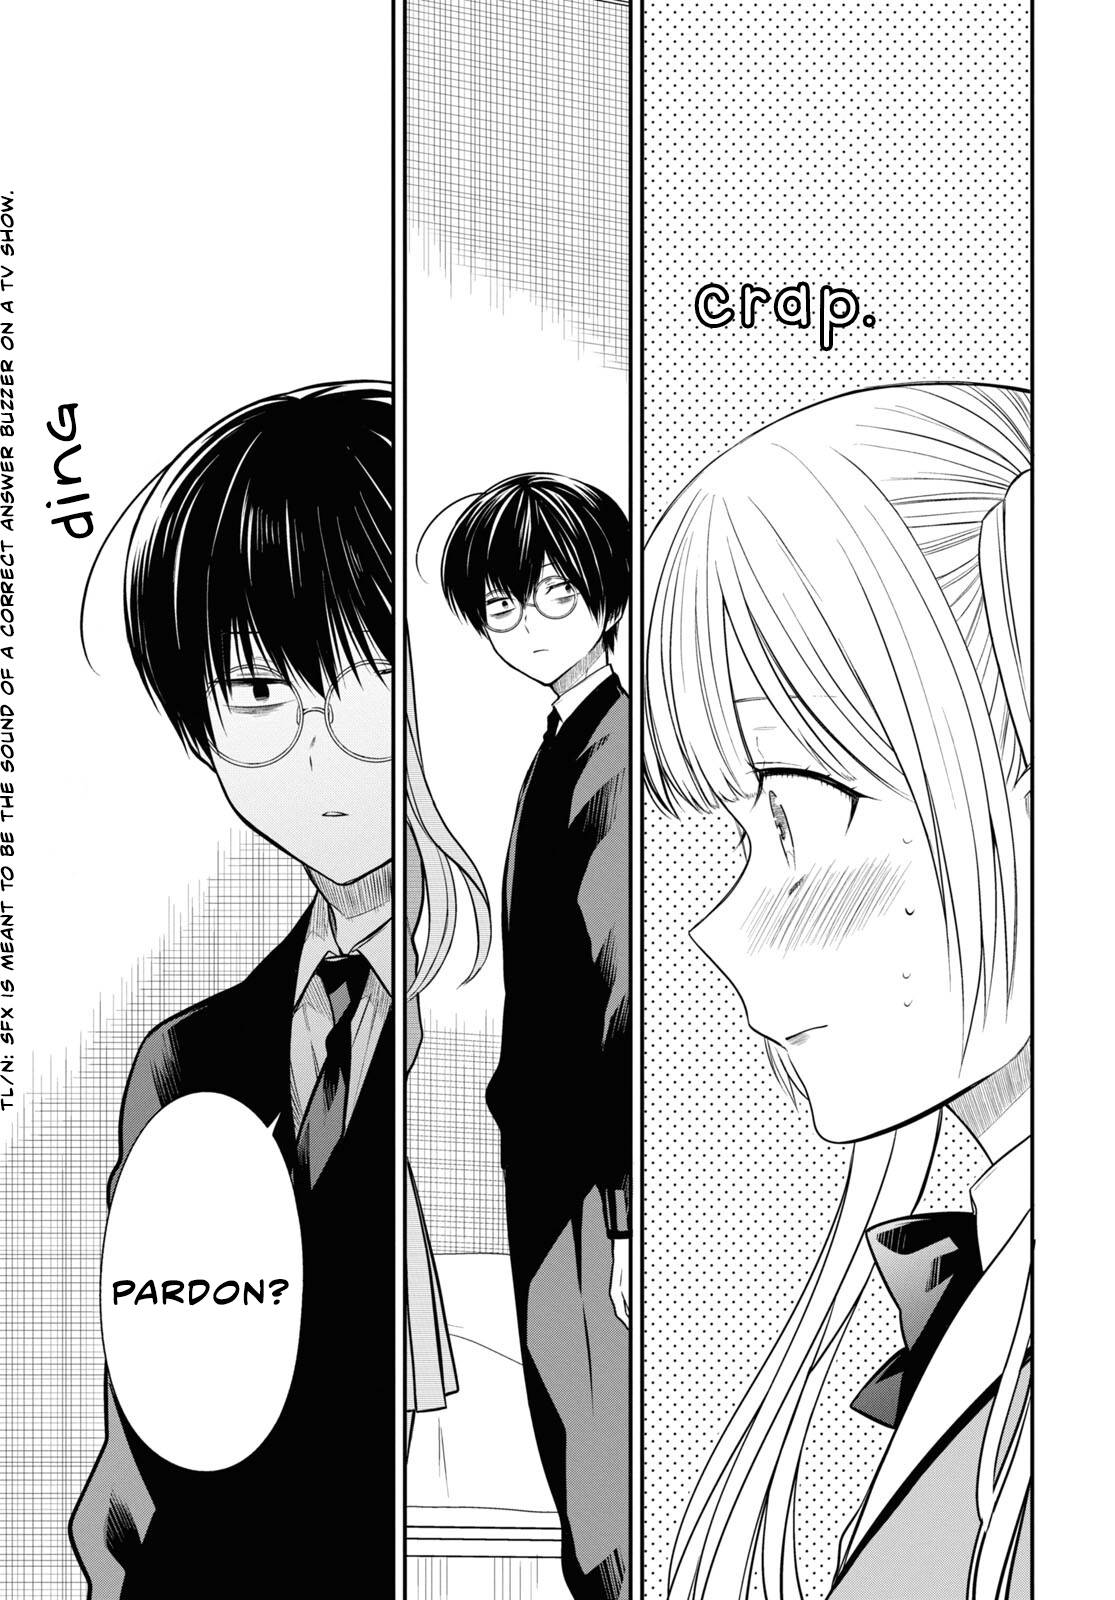 crap.
ding
PARDON?
TL/N: SFX IS MEANT TO BE THE SOUND OF A CORRECT ANSWER BUZZER ON A TV SHOW.